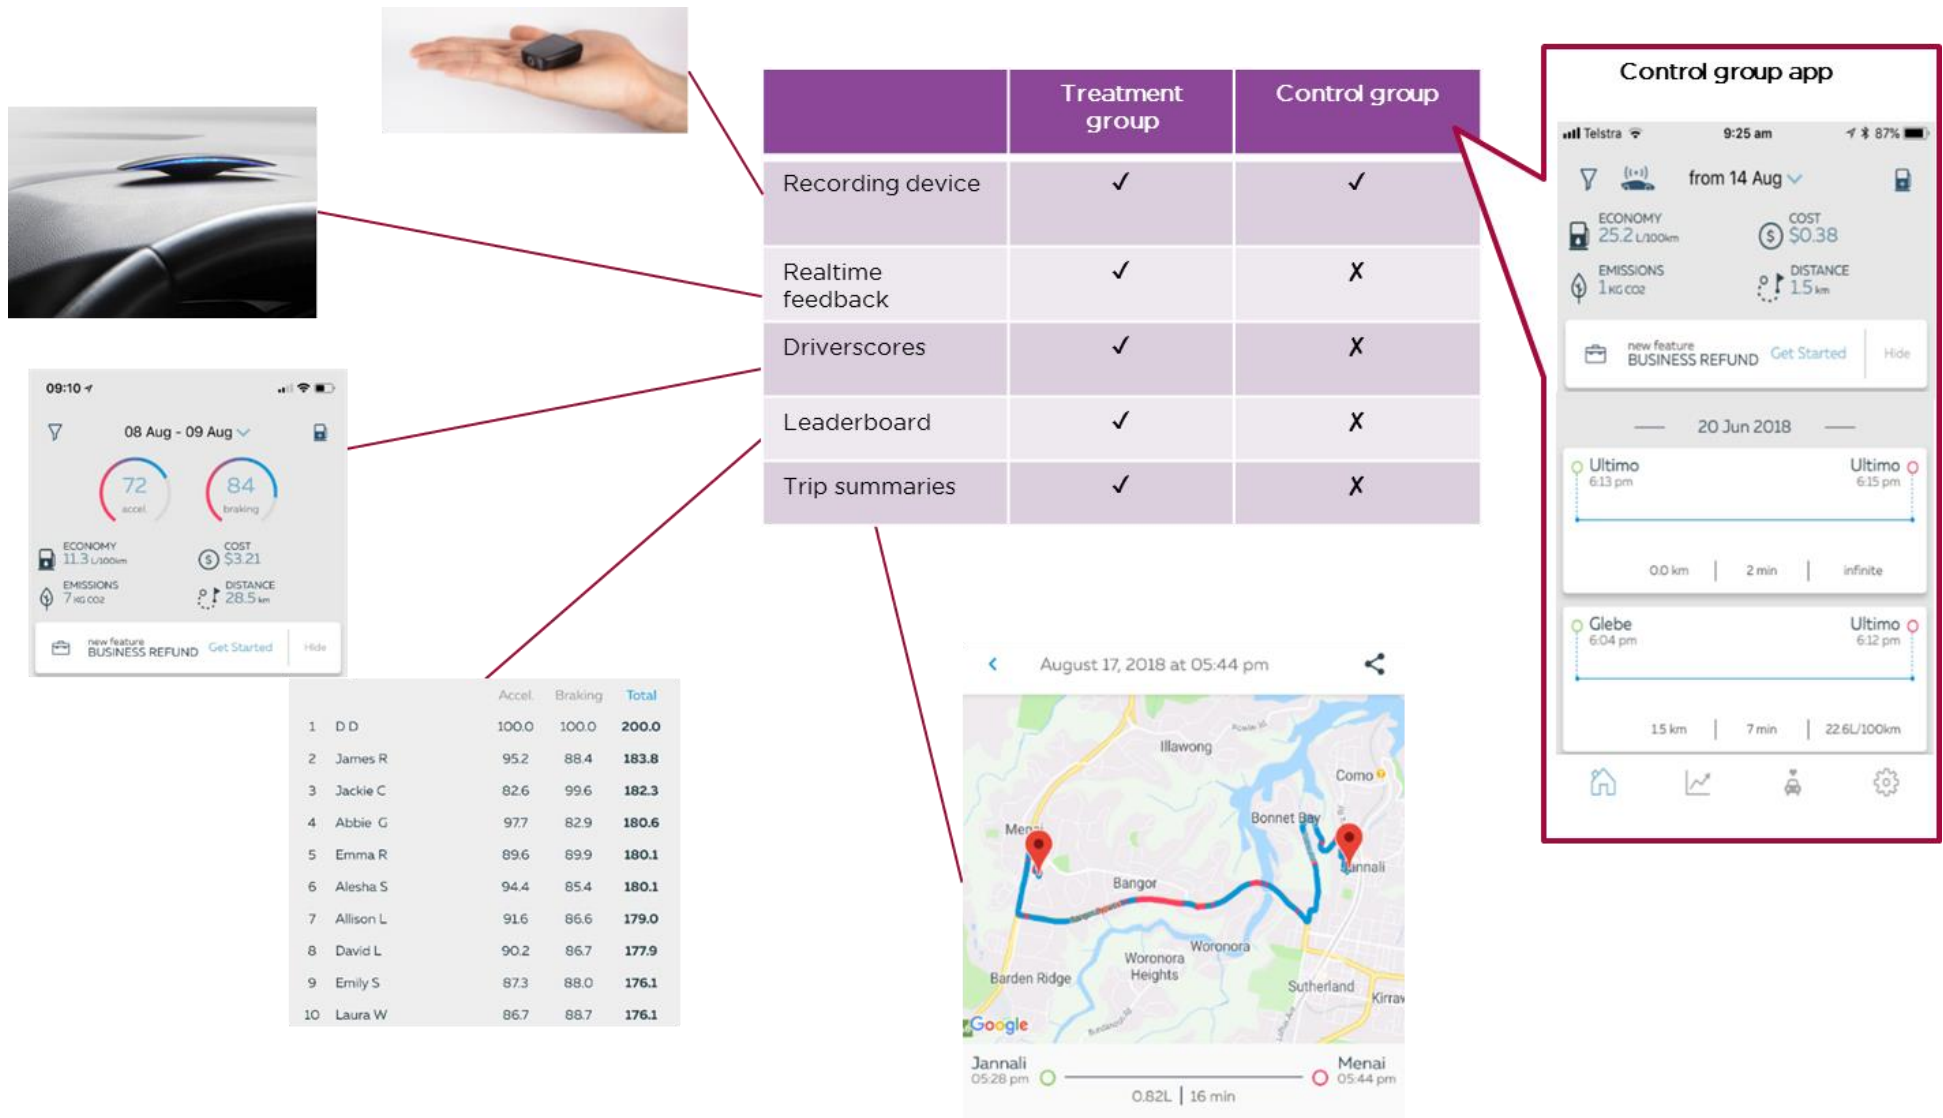 Treatment
group
Control group
Recording device ✓ ✓
Realtime
feedback
✓ ✗
Driverscores ✓ ✗
Leaderboard ✓ ✗
Trip summaries ✓ ✗
Control group app
Telstra 9:25 am 87%
from 14 Aug
ECONOMY
25.2 L/100km
COST
$0.38
EMISSIONS
1 KG CO2
DISTANCE
1.5 km
new feature
BUSINESS REFUND Get Started Hide
20 Jun 2018
Ultimo Ultimo
6:13 pm 6:15 pm
0.0 km | 2 min | infinite
Glebe Ultimo
6:04 pm 6:12 pm
1.5 km | 7 min | 22.6L/100km
09:10
08 Aug - 09 Aug
72 84
accel. braking
ECONOMY
11.3 L/100km
COST
$3.21
EMISSIONS
7 KG CO2
DISTANCE
28.5 km
new feature
BUSINESS REFUND Get Started Hide
Accel. Braking Total
1 D D 100.0 100.0 200.0
2 James R 95.2 88.4 183.8
3 Jackie C 82.6 99.6 182.3
4 Abbie G 97.7 82.9 180.6
5 Emma R 89.6 89.9 180.1
6 Alesha S 94.4 85.4 180.1
7 Allison L 91.6 86.6 179.0
8 David L 90.2 86.7 177.9
9 Emily S 87.3 88.0 176.1
10 Laura W 86.7 88.7 176.1
August 17, 2018 at 05:44 pm
Illawong
Como
Bonnet Bay
Menai
Jannali
Bangor
Woronora
Woronora
Heights
Barden Ridge
Sutherland
Kirraw
Google
Jannali Menai
05:28 pm 05:44 pm
0.82L | 16 min